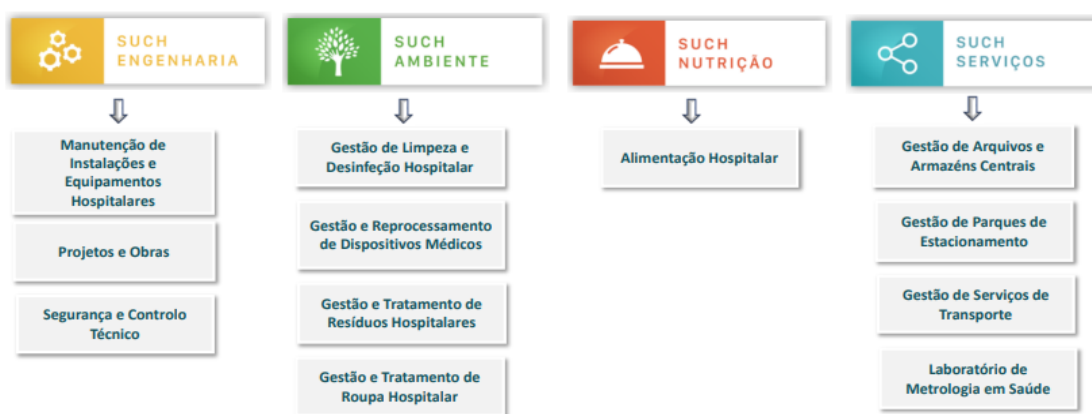 SUCH
ENGENHARIA
Manutenção de
Instalações e
Equipamentos
Hospitalares
Projetos e Obras
Segurança e Controlo
Técnico
SUCH
AMBIENTE
Gestão de Limpeza e
Desinfeção Hospitalar
Gestão e Reprocessamento
de Dispositivos Médicos
Gestão e Tratamento de
Resíduos Hospitalares
Gestão e Tratamento de
Roupa Hospitalar
SUCH
NUTRIÇÃO
Alimentação Hospitalar
SUCH
SERVIÇOS
Gestão de Arquivos e
Armazéns Centrais
Gestão de Parques de
Estacionamento
Gestão de Serviços de
Transporte
Laboratório de
Metrologia em Saúde